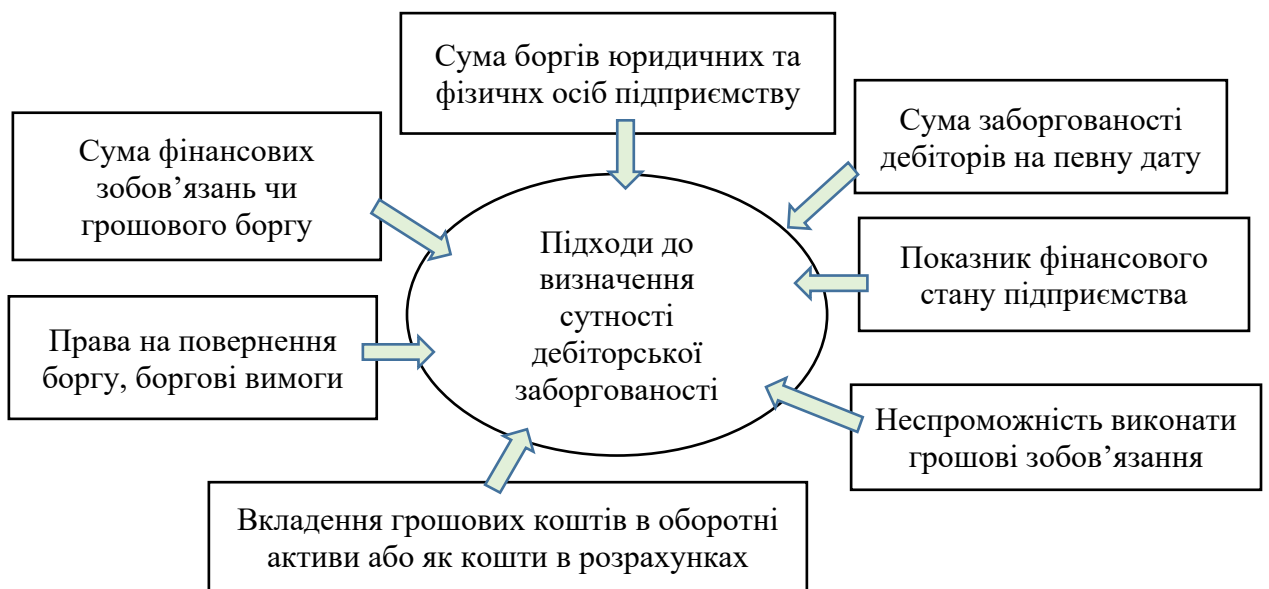 Сума боргів юридичних та
фізичнх осіб підприємству
Сума заборгованості
дебіторів на певну дату
Сума фінансових
зобов’язань чи
грошового боргу
Підходи до
визначення
сутності
дебіторської
заборгованості
Показник фінансового
стану підприємства
Права на повернення
боргу, боргові вимоги
Неспроможність виконати
грошові зобов’язання
Вкладення грошових коштів в оборотні
активи або як кошти в розрахунках